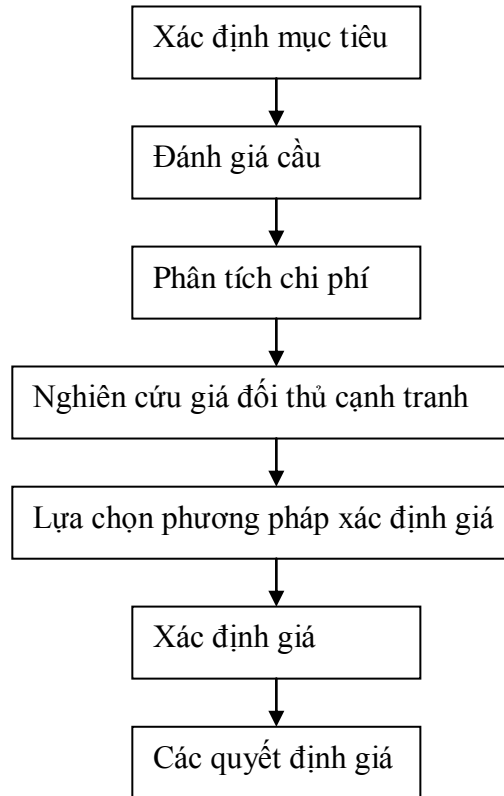 Xác định mục tiêu
Đánh giá cầu
Phân tích chi phí
Nghiên cứu giá đối thủ cạnh tranh
Lựa chọn phương pháp xác định giá
Xác định giá
Các quyết định giá